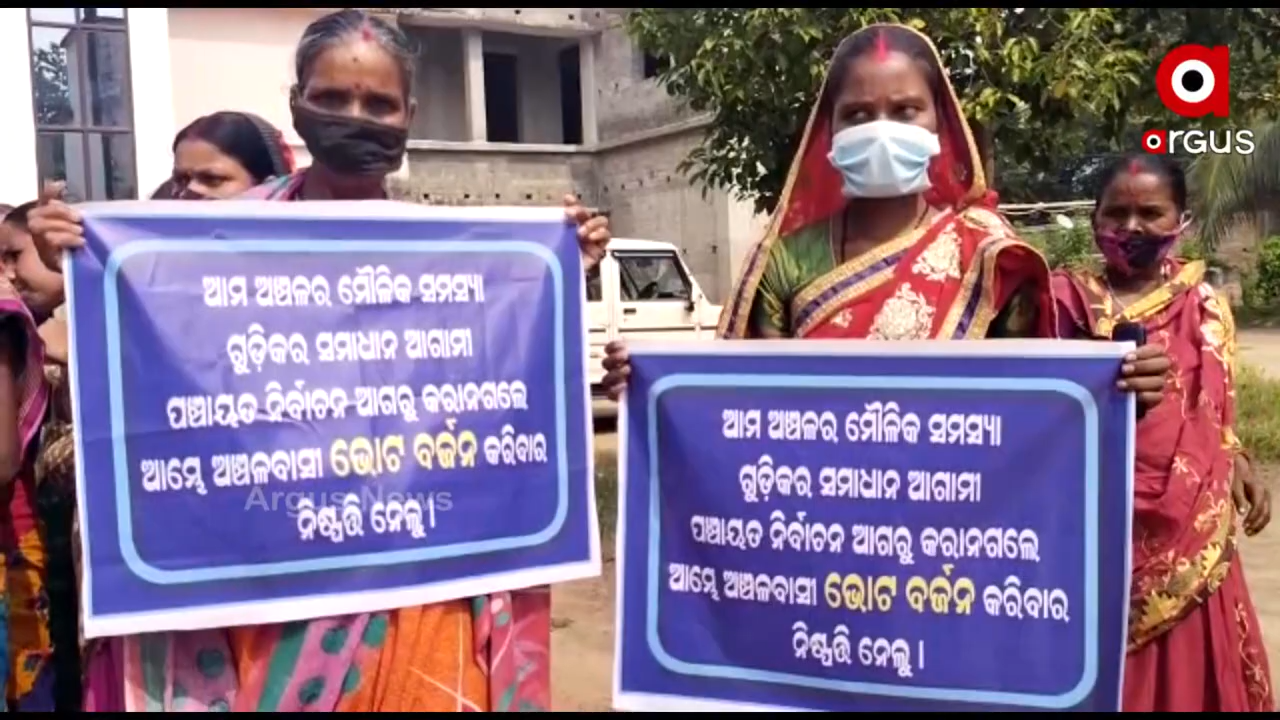 ଆମ ଅଞ୍ଚଳର ମୌଳିକ ସମସ୍ୟା
ଗୁଡ଼ିକର ସମାଧାନ ଆଗାମୀ
ପଞ୍ଚାୟତ ନିର୍ବାଚନ ଆଗରୁ କରାନଗଲେ
ଆମ୍ଭେ ଅଞ୍ଚଳବାସୀ ଭୋଟ ବର୍ଜନ କରିବାର
ନିଷ୍ପତ୍ତି ନେଲୁ।
Argus News
ଆମ ଅଞ୍ଚଳର ମୌଳିକ ସମସ୍ୟା
ଗୁଡ଼ିକର ସମାଧାନ ଆଗାମୀ
ପଞ୍ଚାୟତ ନିର୍ବାଚନ ଆଗରୁ କରାନଗଲେ
ଆମ୍ଭେ ଅଞ୍ଚଳବାସୀ ଭୋଟ ବର୍ଜନ କରିବାର
ନିଷ୍ପତ୍ତି ନେଲୁ।
a
argus